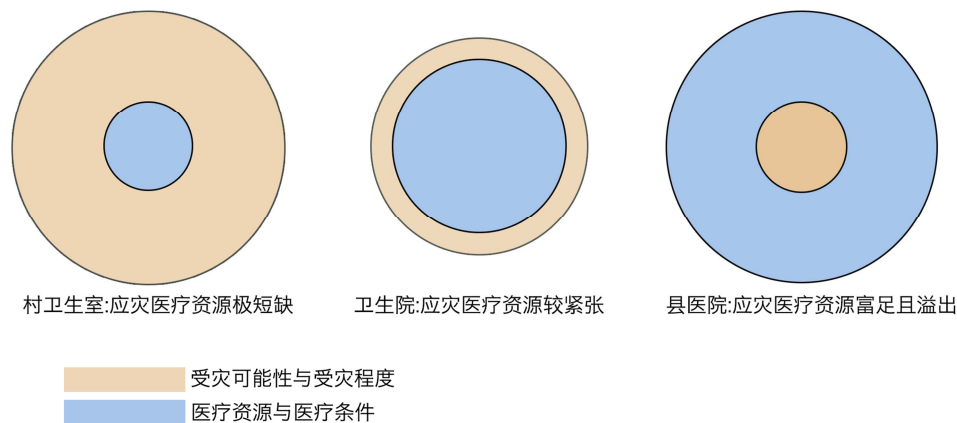 村卫生室:应灾医疗资源极短缺
卫生院:应灾医疗资源较紧张
县医院:应灾医疗资源富足且溢出
受灾可能性与受灾程度
医疗资源与医疗条件